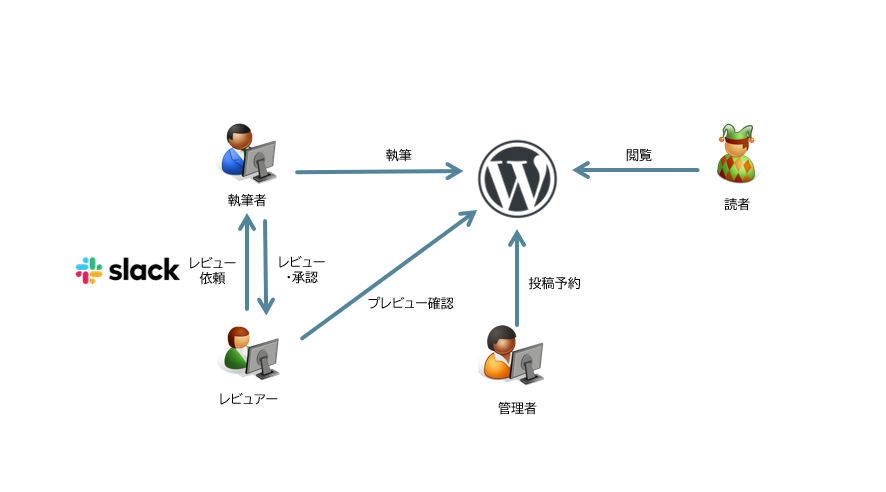 執筆
閲覧
執筆者
読者
slack
レビュー
依頼
レビュー
・承認
プレビュー確認
投稿予約
レビュアー
管理者